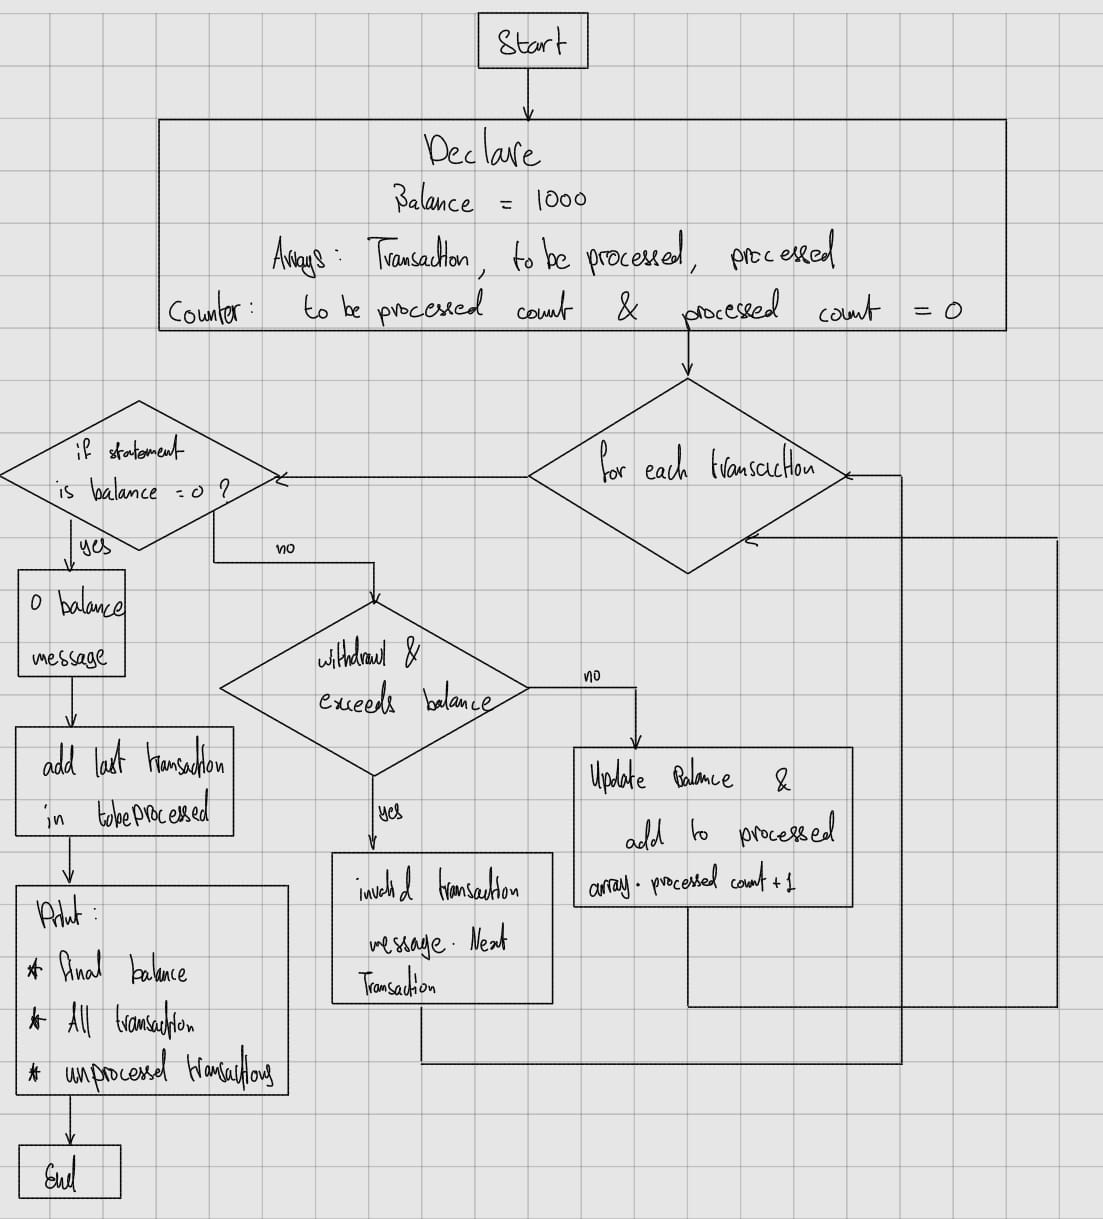 Start
Declare
Balance = 1000
Arrays: Transaction, to be processed, processed
Counter: to be processed count & processed count = 0
for each transaction
if statement
is balance = 0 ?
yes
no
0 balance
message
withdrawl &
exceeds balance
no
yes
add last transaction
in tobeprocessed
Update Balance &
add to processed
array. processed count + 1
invalid transaction
message. Next
Transaction
Print:
* final balance
* All transaction
* unprocessed transactions
End